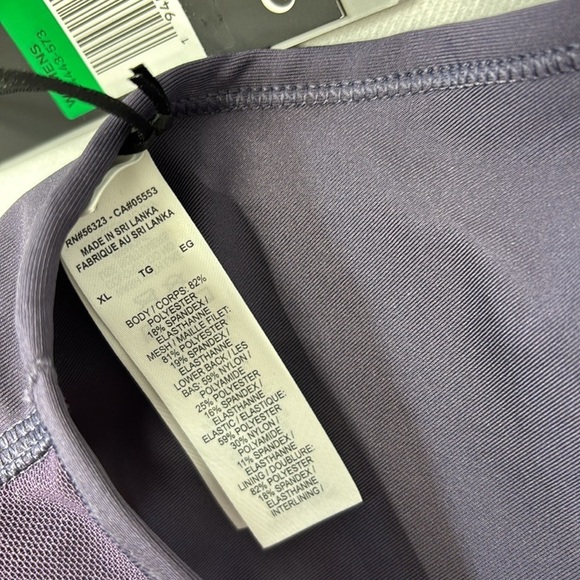 RN#56323 - CA#05553
MADE IN SRI LANKA
FABRIQUE AU SRI LANKA
XL TG EG
BODY / CORPS: 82%
POLYESTER
18% SPANDEX /
ELASTHANNE
MESH / MAILLE FILET:
81% POLYESTER
19% SPANDEX /
ELASTHANNE
LOWER BACK / LES
BAS: 59% NYLON /
POLYAMIDE
25% POLYESTER
16% SPANDEX /
ELASTHANNE
ELASTIC / ÉLASTIQUE:
59% POLYESTER
30% NYLON /
POLYAMIDE
11% SPANDEX /
ELASTHANNE
LINING / DOUBLURE:
82% POLYESTER
18% SPANDEX /
ELASTHANNE
INTERLINING /
443-573